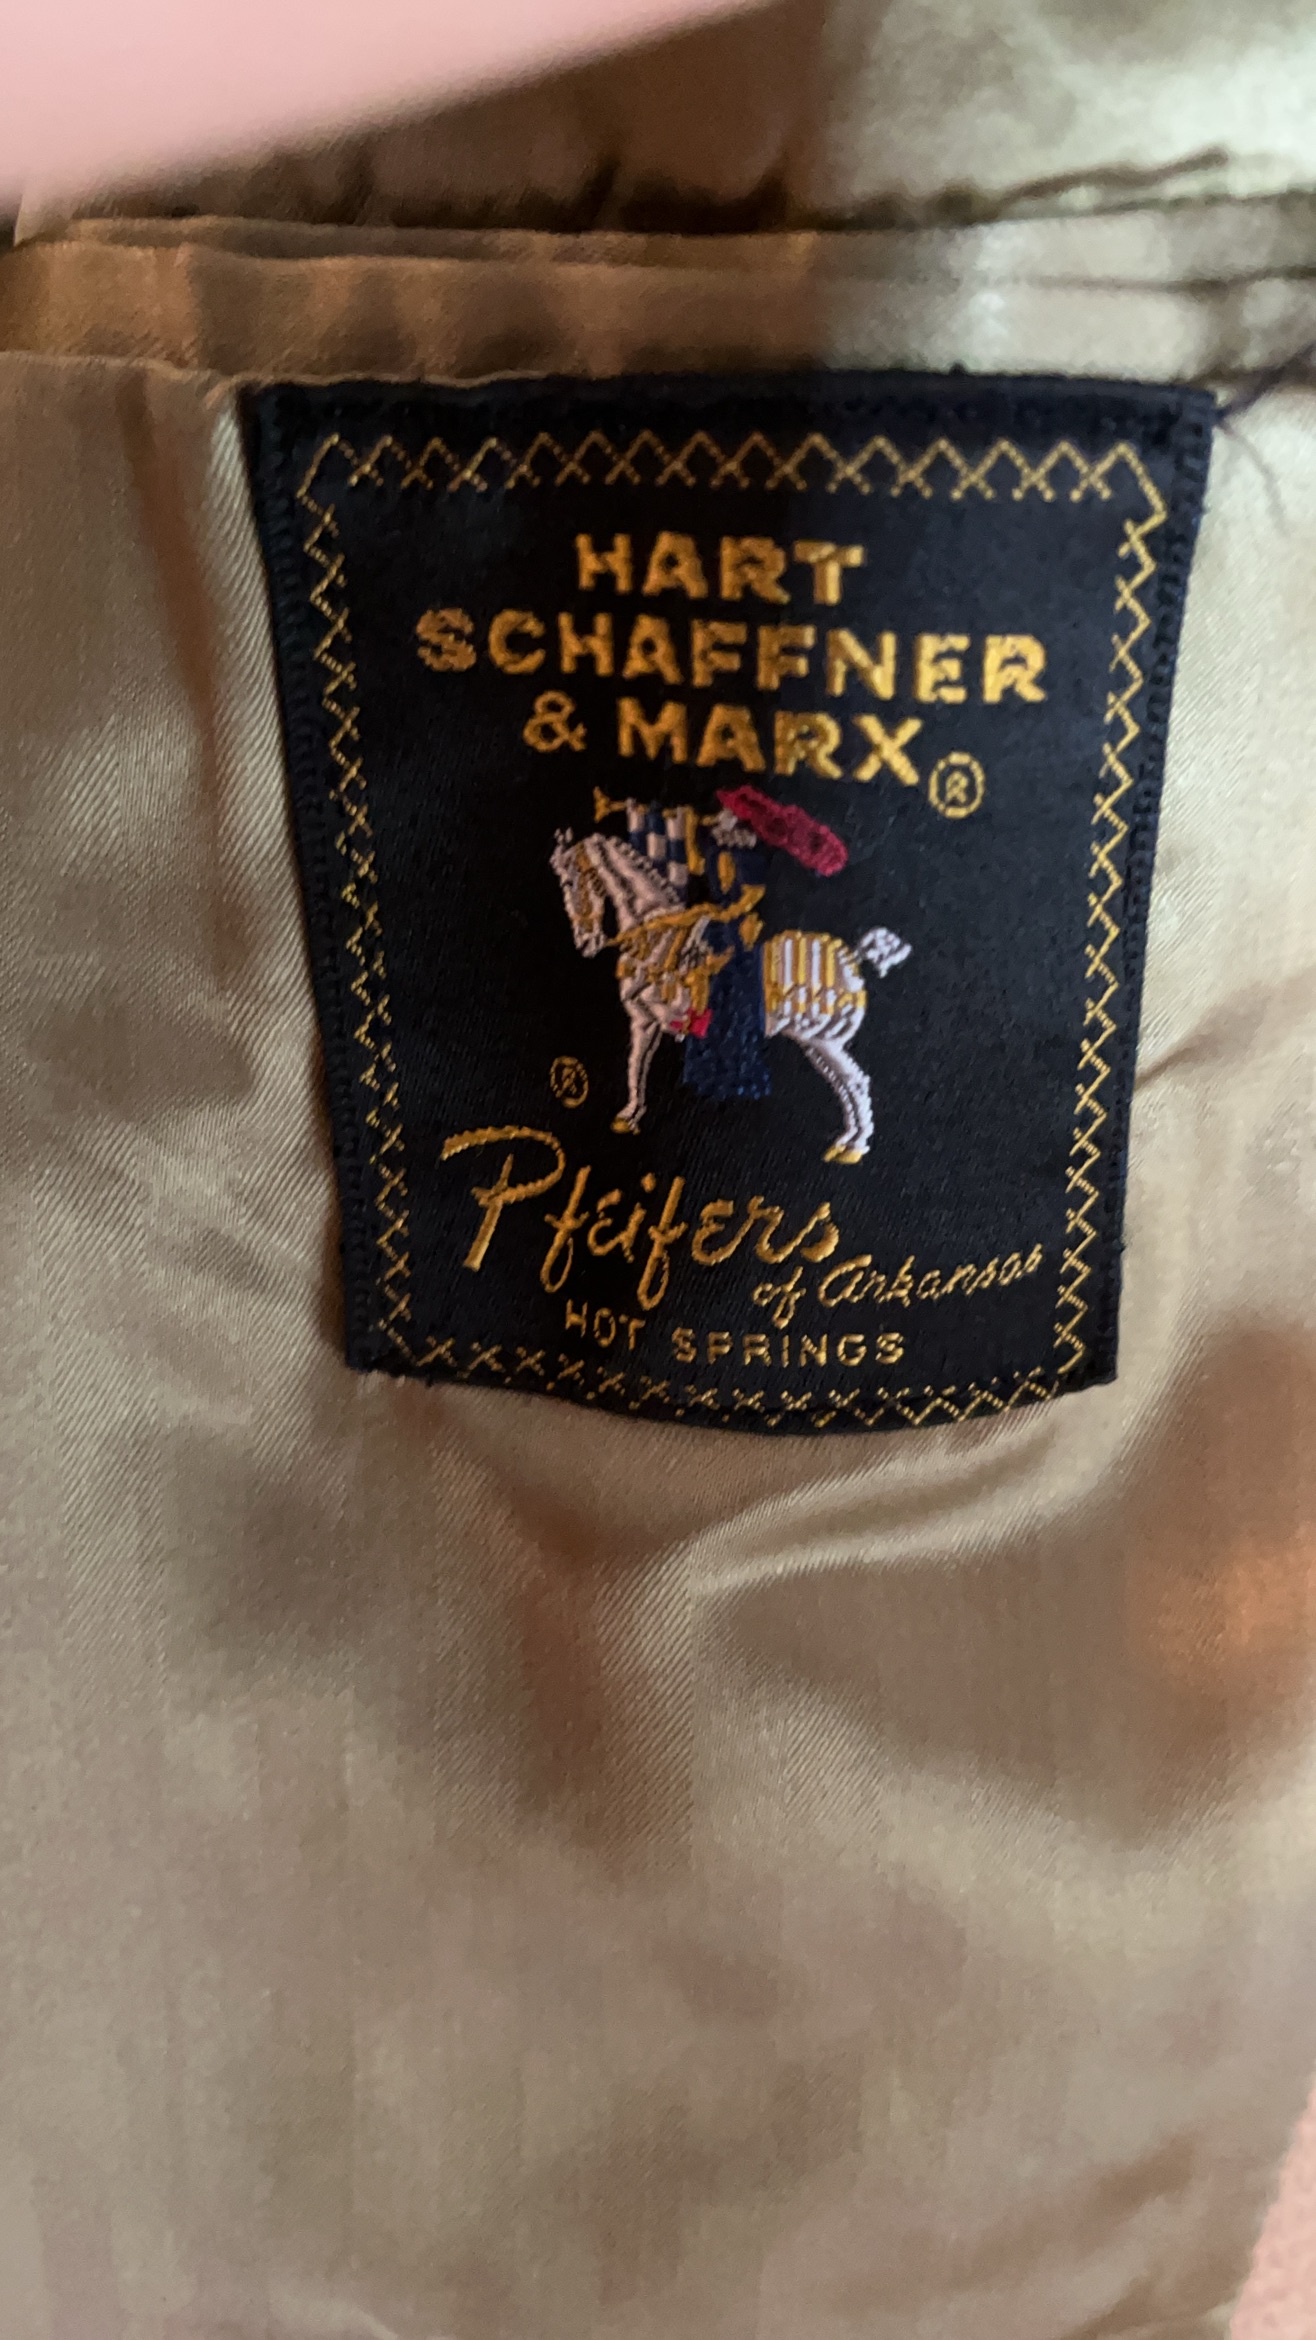 HART
SCHAFFNER
& MARX®
®
Pfeifers
of Arkansas
HOT SPRINGS